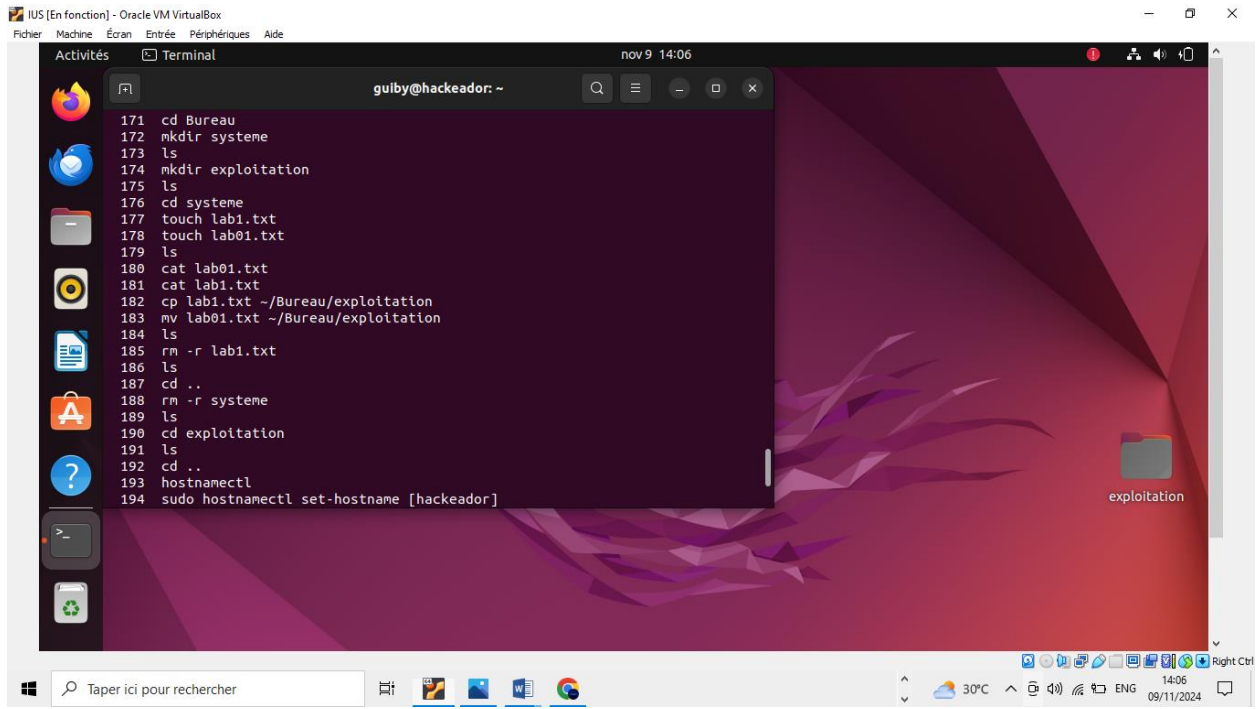 IUS [En fonction] - Oracle VM VirtualBox
Fichier Machine Écran Entrée Périphériques Aide
Activités Terminal nov 9 14:06
guiby@hackeador: ~
171 cd Bureau
172 mkdir systeme
173 ls
174 mkdir exploitation
175 ls
176 cd systeme
177 touch lab1.txt
178 touch lab01.txt
179 ls
180 cat lab01.txt
181 cat lab1.txt
182 cp lab1.txt ~/Bureau/exploitation
183 mv lab01.txt ~/Bureau/exploitation
184 ls
185 rm -r lab1.txt
186 ls
187 cd ..
188 rm -r systeme
189 ls
190 cd exploitation
191 ls
192 cd ..
193 hostnamectl
194 sudo hostnamectl set-hostname [hackeador]
exploitation
Right Ctrl
Taper ici pour rechercher
30°C ENG 14:06
09/11/2024